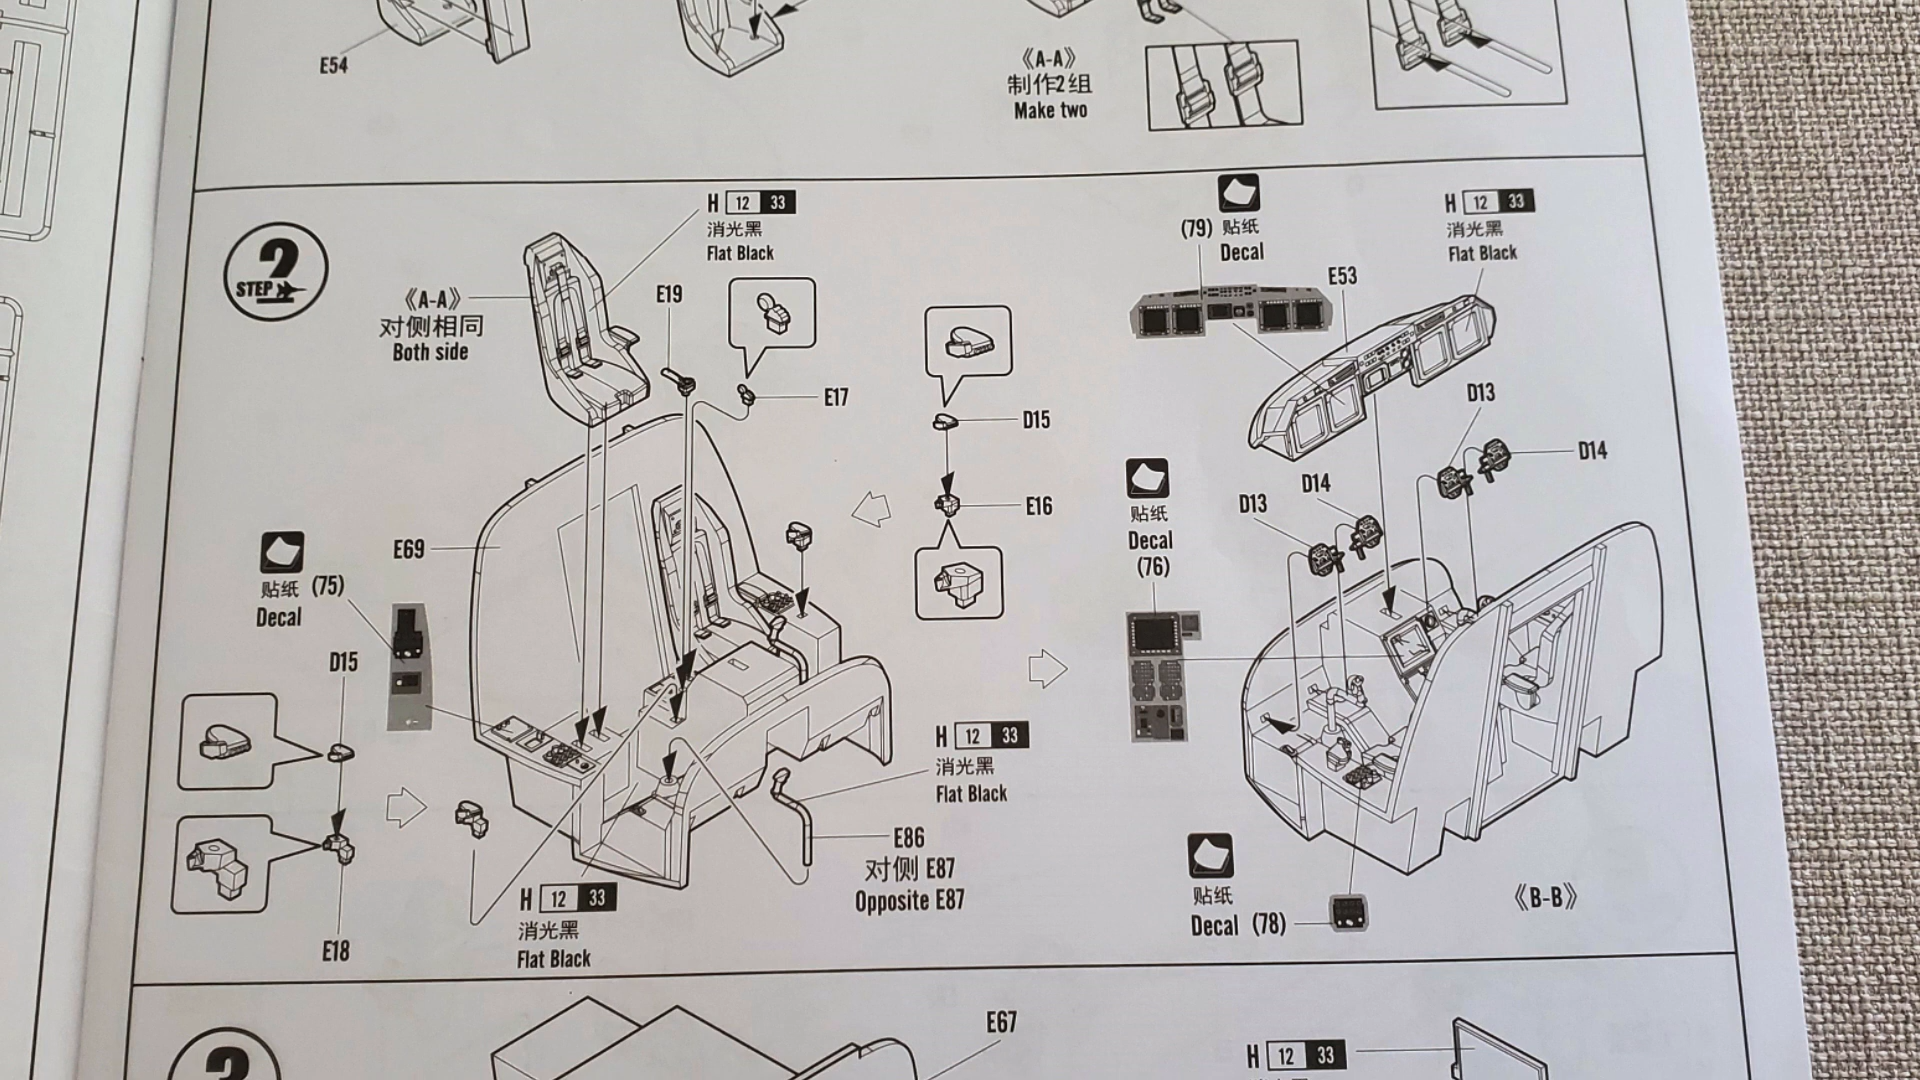 E54
《A-A》
制作2组
Make two
2
STEP
H 12 33
消光黑
Flat Black
《A-A》
对侧相同
Both side
E19
E17
D15
E16
E69
贴纸 (75)
Decal
D15
E18
H 12 33
消光黑
Flat Black
E86
对侧 E87
Opposite E87
H 12 33
消光黑
Flat Black
(79) 贴纸
Decal
H 12 33
消光黑
Flat Black
E53
D13
D14
D14
D13
贴纸
Decal
(76)
贴纸
Decal (78)
《B-B》
3
E67
H 12 33